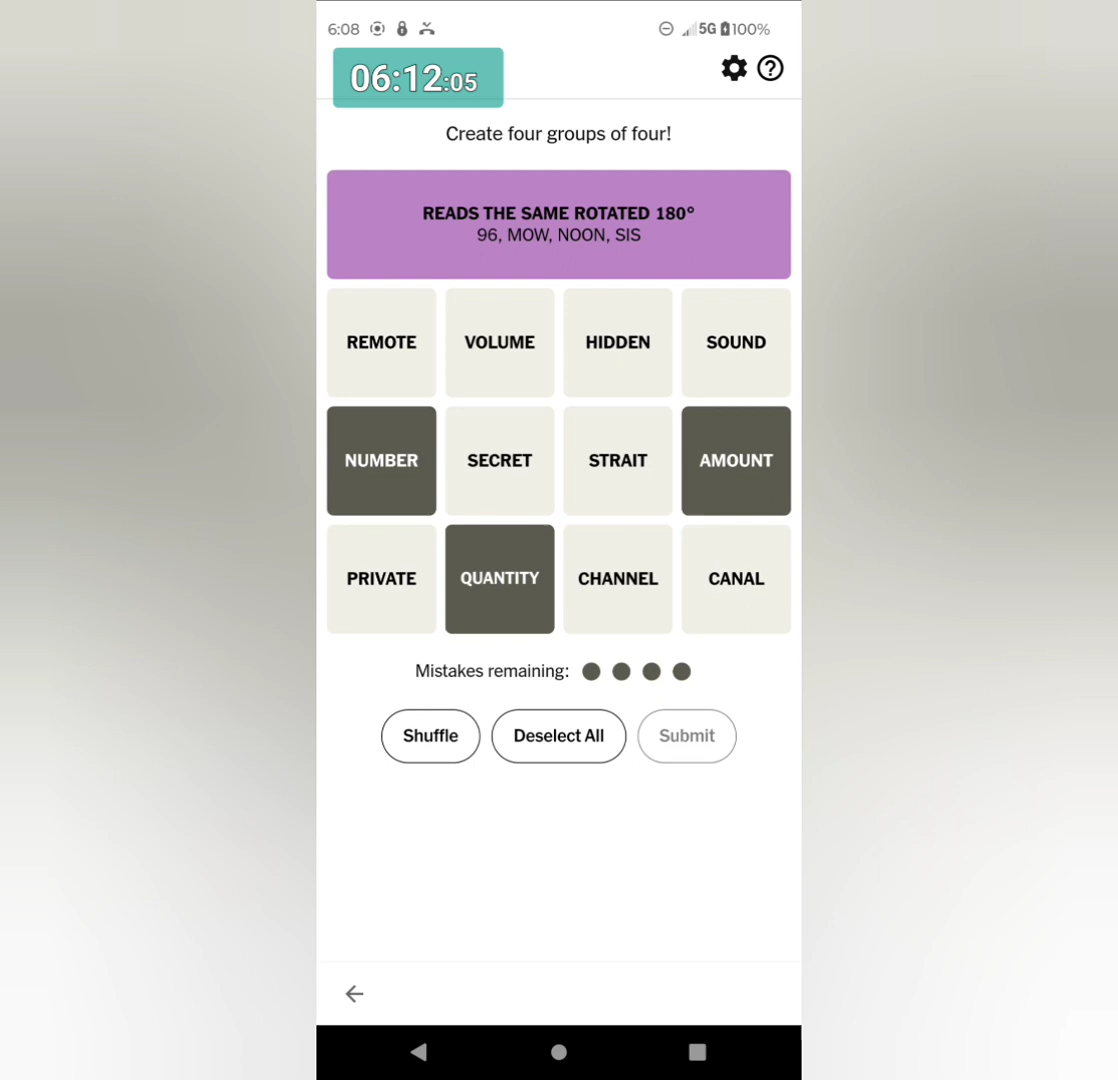 6:08 5G 100%
06:12:05
Create four groups of four!
READS THE SAME ROTATED 180°
96, MOW, NOON, SIS
REMOTE VOLUME HIDDEN SOUND
NUMBER SECRET STRAIT AMOUNT
PRIVATE QUANTITY CHANNEL CANAL
Mistakes remaining:
Shuffle Deselect All Submit